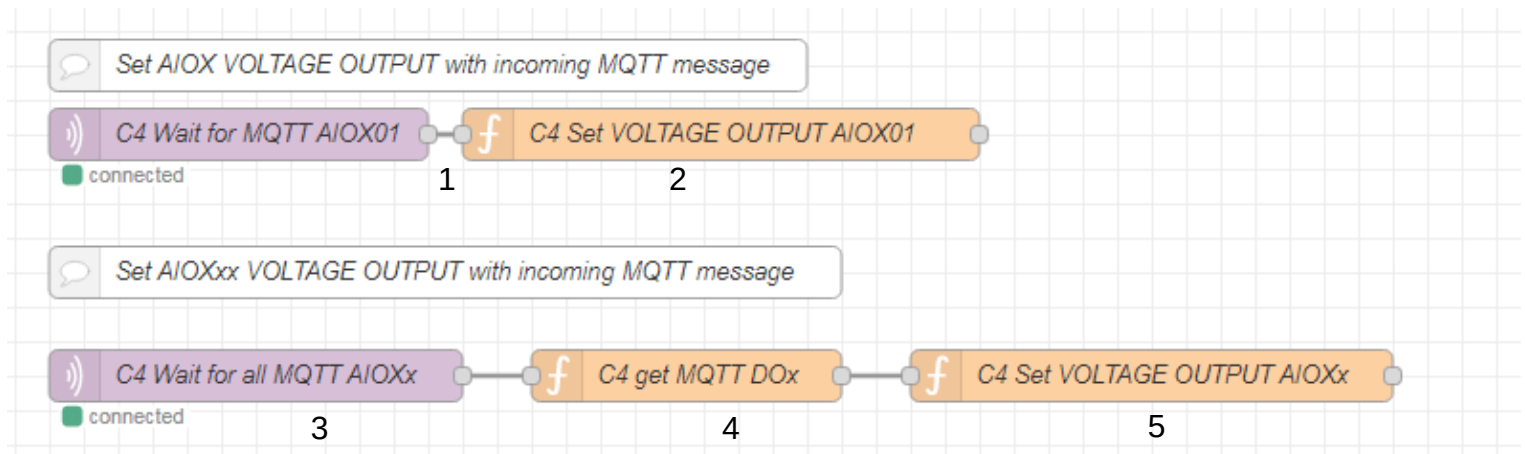 Set AIOX VOLTAGE OUTPUT with incoming MQTT message
C4 Wait for MQTT AIOX01
C4 Set VOLTAGE OUTPUT AIOX01
connected
1
2
Set AIOXxx VOLTAGE OUTPUT with incoming MQTT message
C4 Wait for all MQTT AIOXx
C4 get MQTT DOx
C4 Set VOLTAGE OUTPUT AIOXx
connected
3
4
5